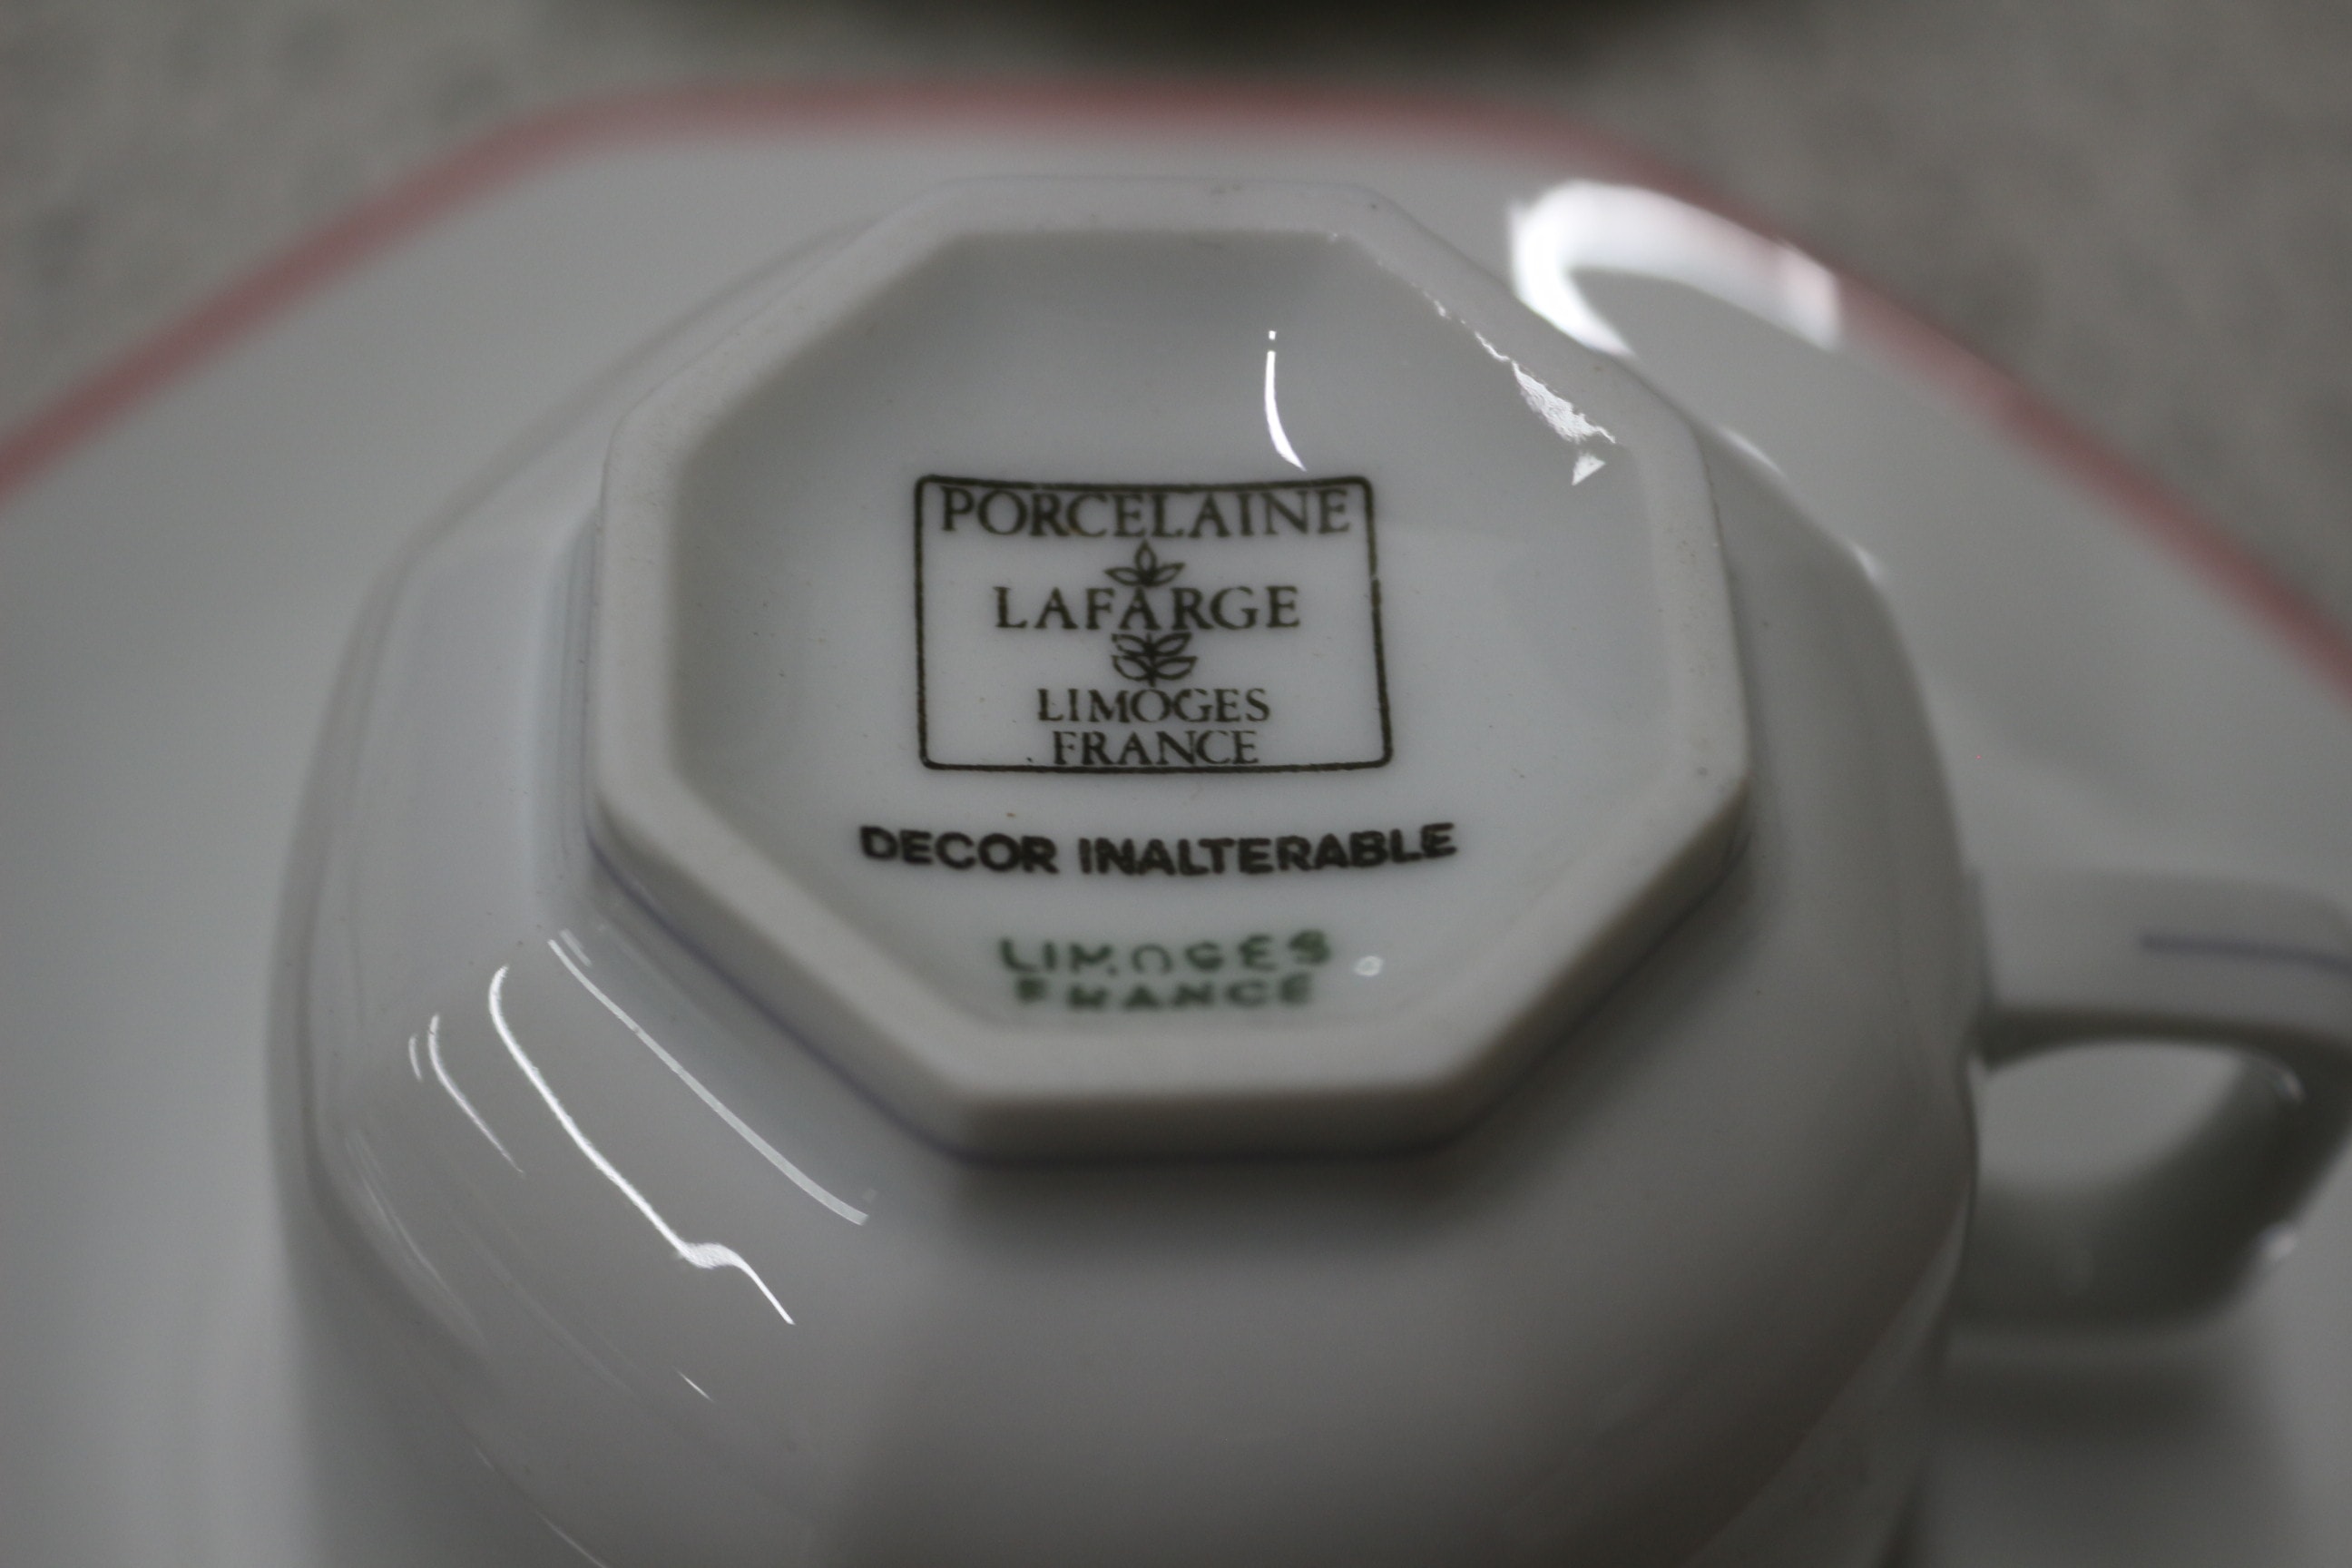 PORCELAINE
LAFARGE
LIMOGES
FRANCE
DECOR INALTERABLE
LIMOGES
FRANCE